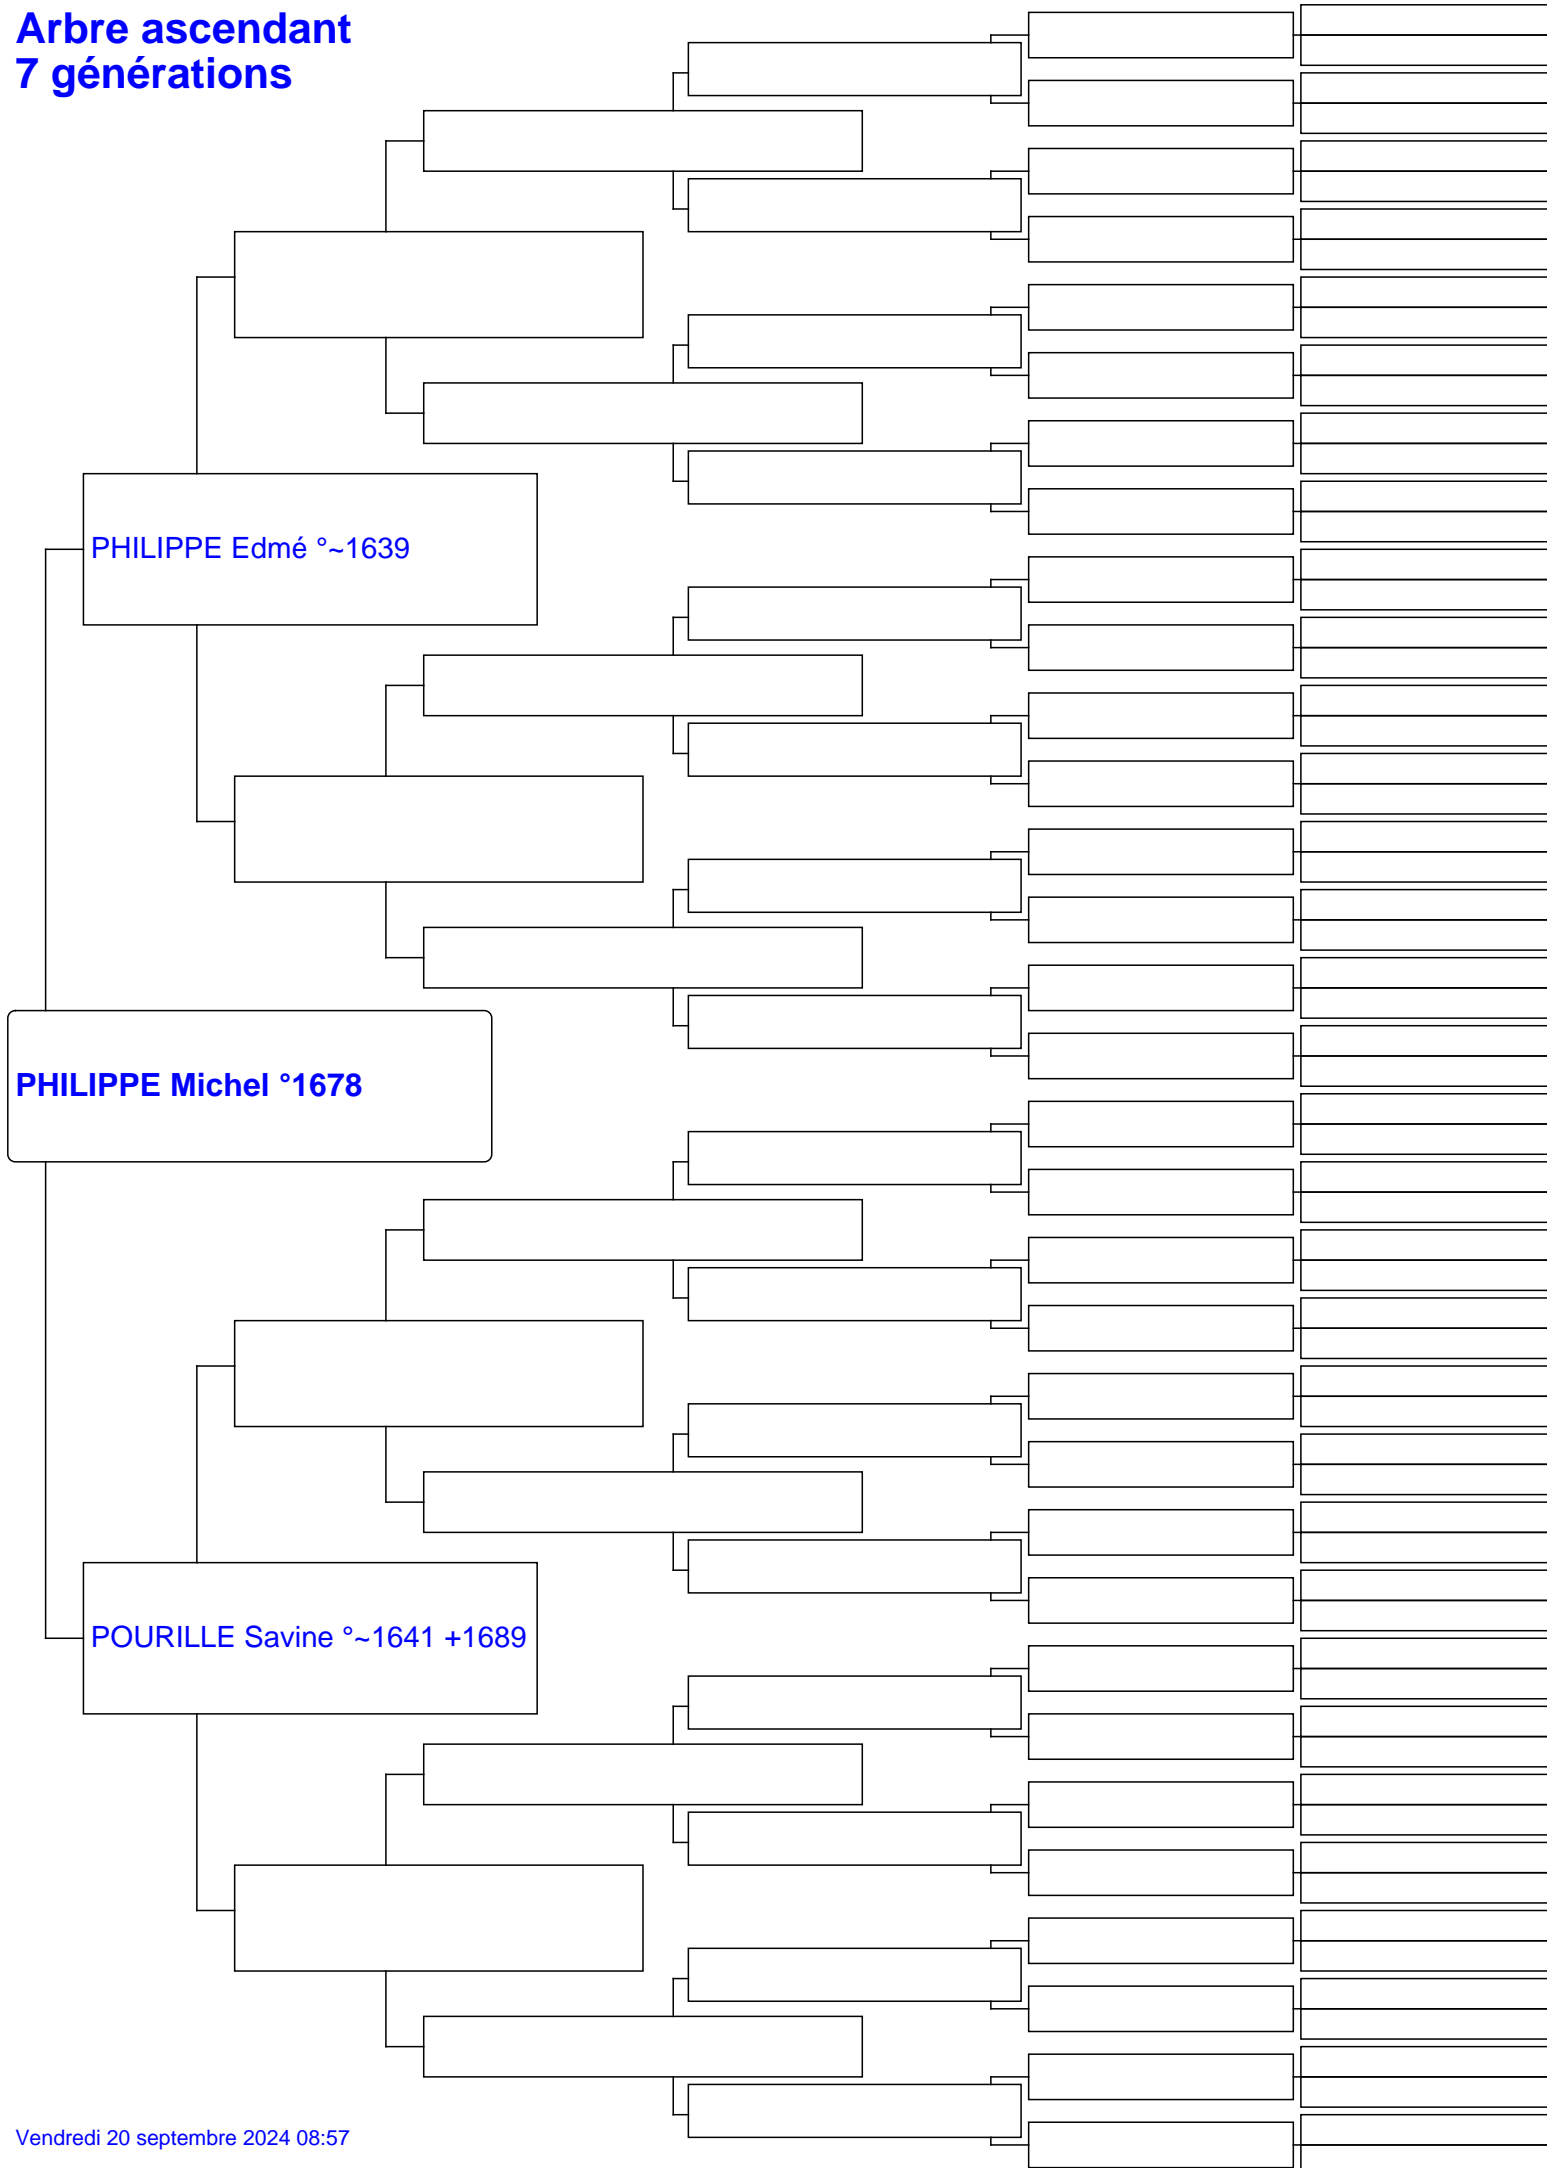 Arbre ascendant
7 générations
PHILIPPE Edmé °~1639
PHILIPPE Michel °1678
POURILLE Savine °~1641 +1689
Vendredi 20 septembre 2024 08:57